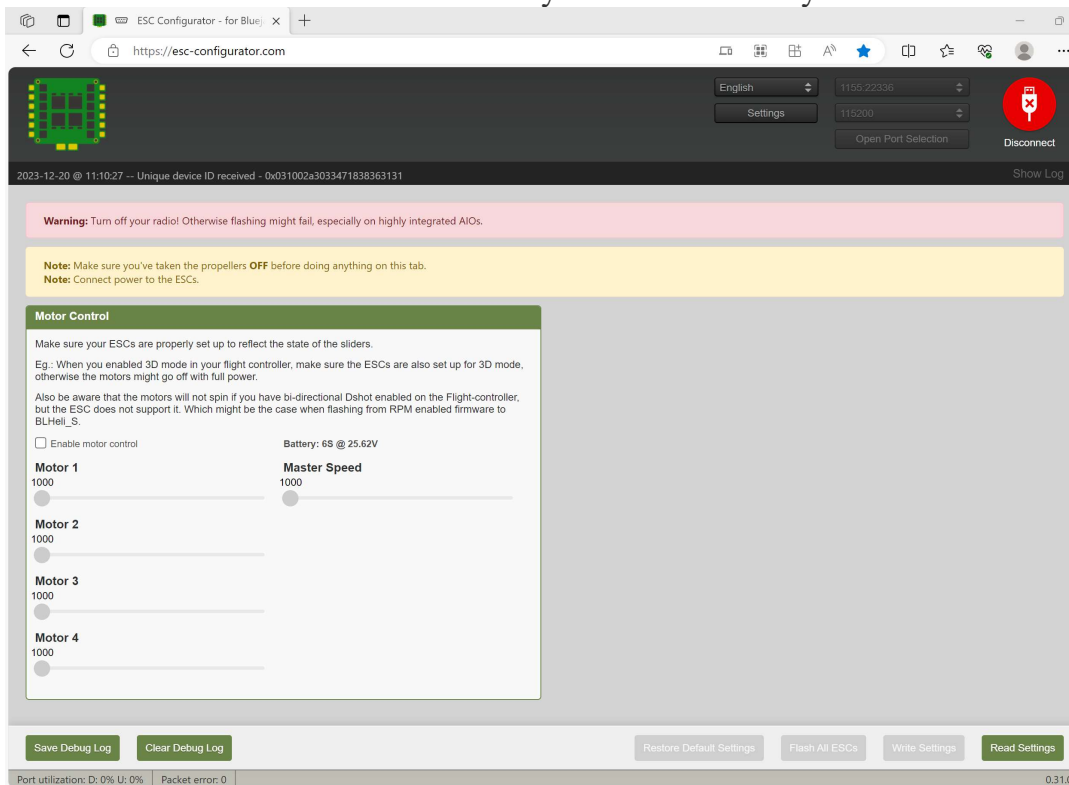 ESC Configurator - for Bluej
https://esc-configurator.com
English
1155:22336
Settings
115200
Open Port Selection
Disconnect
2023-12-20 @ 11:10:27 -- Unique device ID received - 0x031002a3033471838363131
Show Log
Warning: Turn off your radio! Otherwise flashing might fail, especially on highly integrated AIOs.
Note: Make sure you've taken the propellers OFF before doing anything on this tab.
Note: Connect power to the ESCs.
Motor Control
Make sure your ESCs are properly set up to reflect the state of the sliders.
Eg.: When you enabled 3D mode in your flight controller, make sure the ESCs are also set up for 3D mode,
otherwise the motors might go off with full power.
Also be aware that the motors will not spin if you have bi-directional Dshot enabled on the Flight-controller,
but the ESC does not support it. Which might be the case when flashing from RPM enabled firmware to
BLHeli_S.
Enable motor control
Battery: 6S @ 25.62V
Motor 1
Master Speed
1000
1000
Motor 2
1000
Motor 3
1000
Motor 4
1000
Save Debug Log
Clear Debug Log
Restore Default Settings
Flash All ESCs
Write Settings
Read Settings
Port utilization: D: 0% U: 0%
Packet error: 0
0.31.0